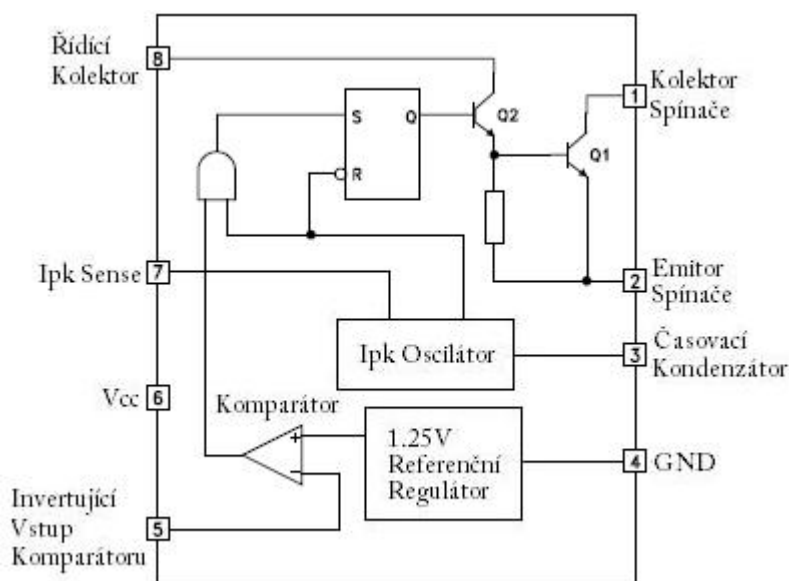 Řídící
Kolektor
8
S
Q
R
Q2
Q1
1
Kolektor
Spínače
Ipk Sense
7
2
Emitor
Spínače
Ipk Oscilátor
3
Časovací
Kondenzátor
Vcc
6
Komparátor
+
−
1.25V
Referenční
Regulátor
4
GND
Invertující
Vstup
Komparátoru
5